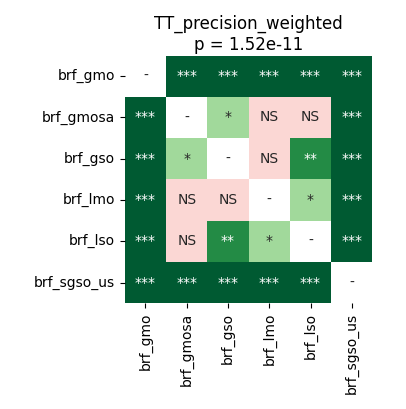 TT_precision_weighted
p = 1.52e-11
brf_gmo - *** *** *** *** ***
brf_gmosa *** - * NS NS ***
brf_gso *** * - NS ** ***
brf_lmo *** NS NS - * ***
brf_lso *** NS ** * - ***
brf_sgso_us *** *** *** *** *** -
brf_gmo
brf_gmosa
brf_gso
brf_lmo
brf_lso
brf_sgso_us